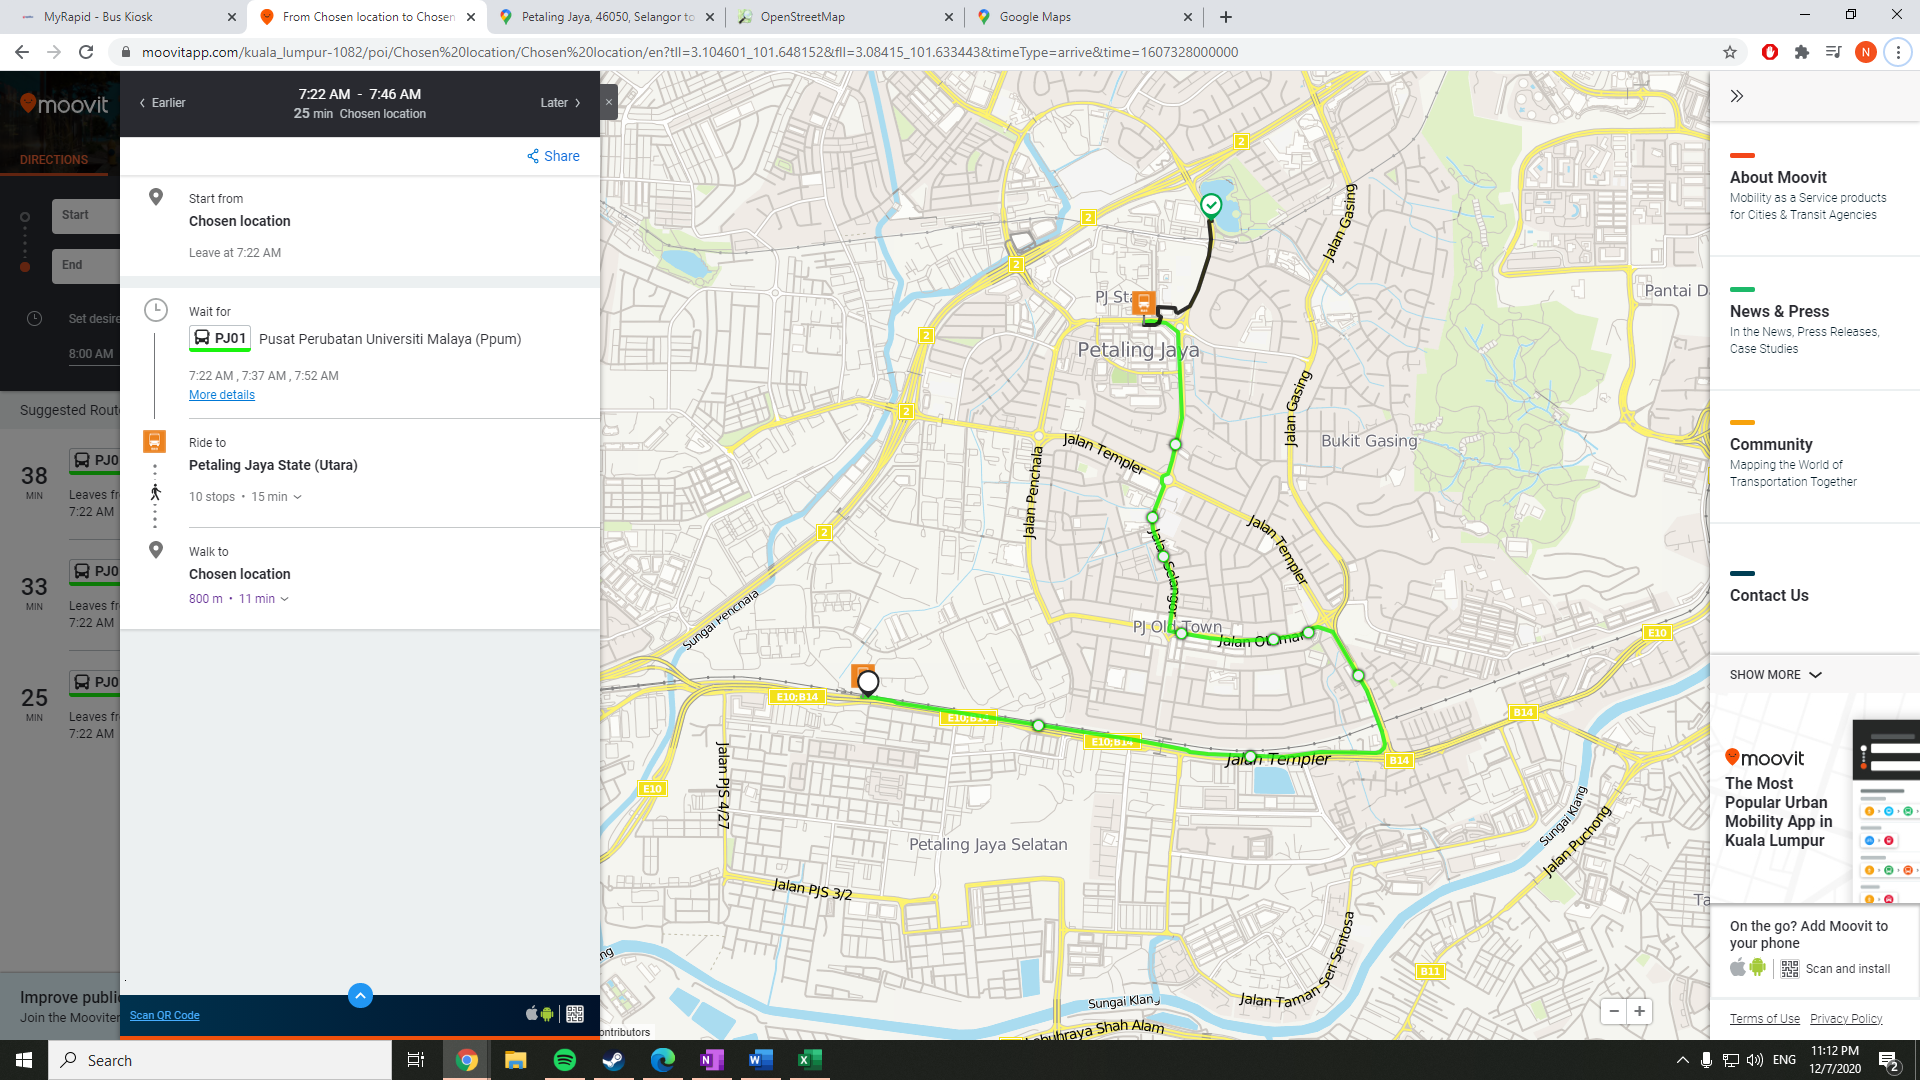 MyRapid - Bus Kiosk
From Chosen location to Chosen
Petaling Jaya, 46050, Selangor to
OpenStreetMap
Google Maps
moovitapp.com/kuala_lumpur-1082/poi/Chosen%20location/Chosen%20location/en?tll=3.104601_101.648152&fll=3.08415_101.633443&timeType=arrive&time=1607328000000
N
moovit
DIRECTIONS
Start
End
Set desire
8:00 AM
Suggested Rout
38
MIN
PJ0
Leaves fr
7:22 AM
33
MIN
PJ0
Leaves fr
7:22 AM
25
MIN
PJ0
Leaves fr
7:22 AM
Improve publi
Join the Mooviter
Earlier
7:22 AM - 7:46 AM
25 min Chosen location
Later
Share
Start from
Chosen location
Leave at 7:22 AM
Wait for
PJ01
Pusat Perubatan Universiti Malaya (Ppum)
7:22 AM , 7:37 AM , 7:52 AM
More details
Ride to
Petaling Jaya State (Utara)
10 stops • 15 min
Walk to
Chosen location
800 m • 11 min
Scan QR Code
2
2
2
2
2
2
Jalan Gasing
Pantai Da
PJ Sta
Petaling Jaya
Jalan Gasing
Bukit Gasing
Jalan Templer
Jalan Penchala
Jalan Templer
Jalan Selangor
PJ Old Town
Jalan Othman
Sungai Penchala
E10
E10;B14
E10;B14
E10;B14
B14
B14
Jalan Templer
E10
Jalan PJS 4/27
Petaling Jaya Selatan
Jalan PJS 3/2
Sungai Klang
Jalan Puchong
Ta
B11
Jalan Taman Seri Sentosa
Sungai Klang
ng
buhraya Shah Alam
ontributors
About Moovit
Mobility as a Service products
for Cities & Transit Agencies
News & Press
In the News, Press Releases,
Case Studies
Community
Mapping the World of
Transportation Together
Contact Us
SHOW MORE
moovit
The Most
Popular Urban
Mobility App in
Kuala Lumpur
On the go? Add Moovit to
your phone
Scan and install
Terms of Use
Privacy Policy
Search
ENG
11:12 PM
12/7/2020
2